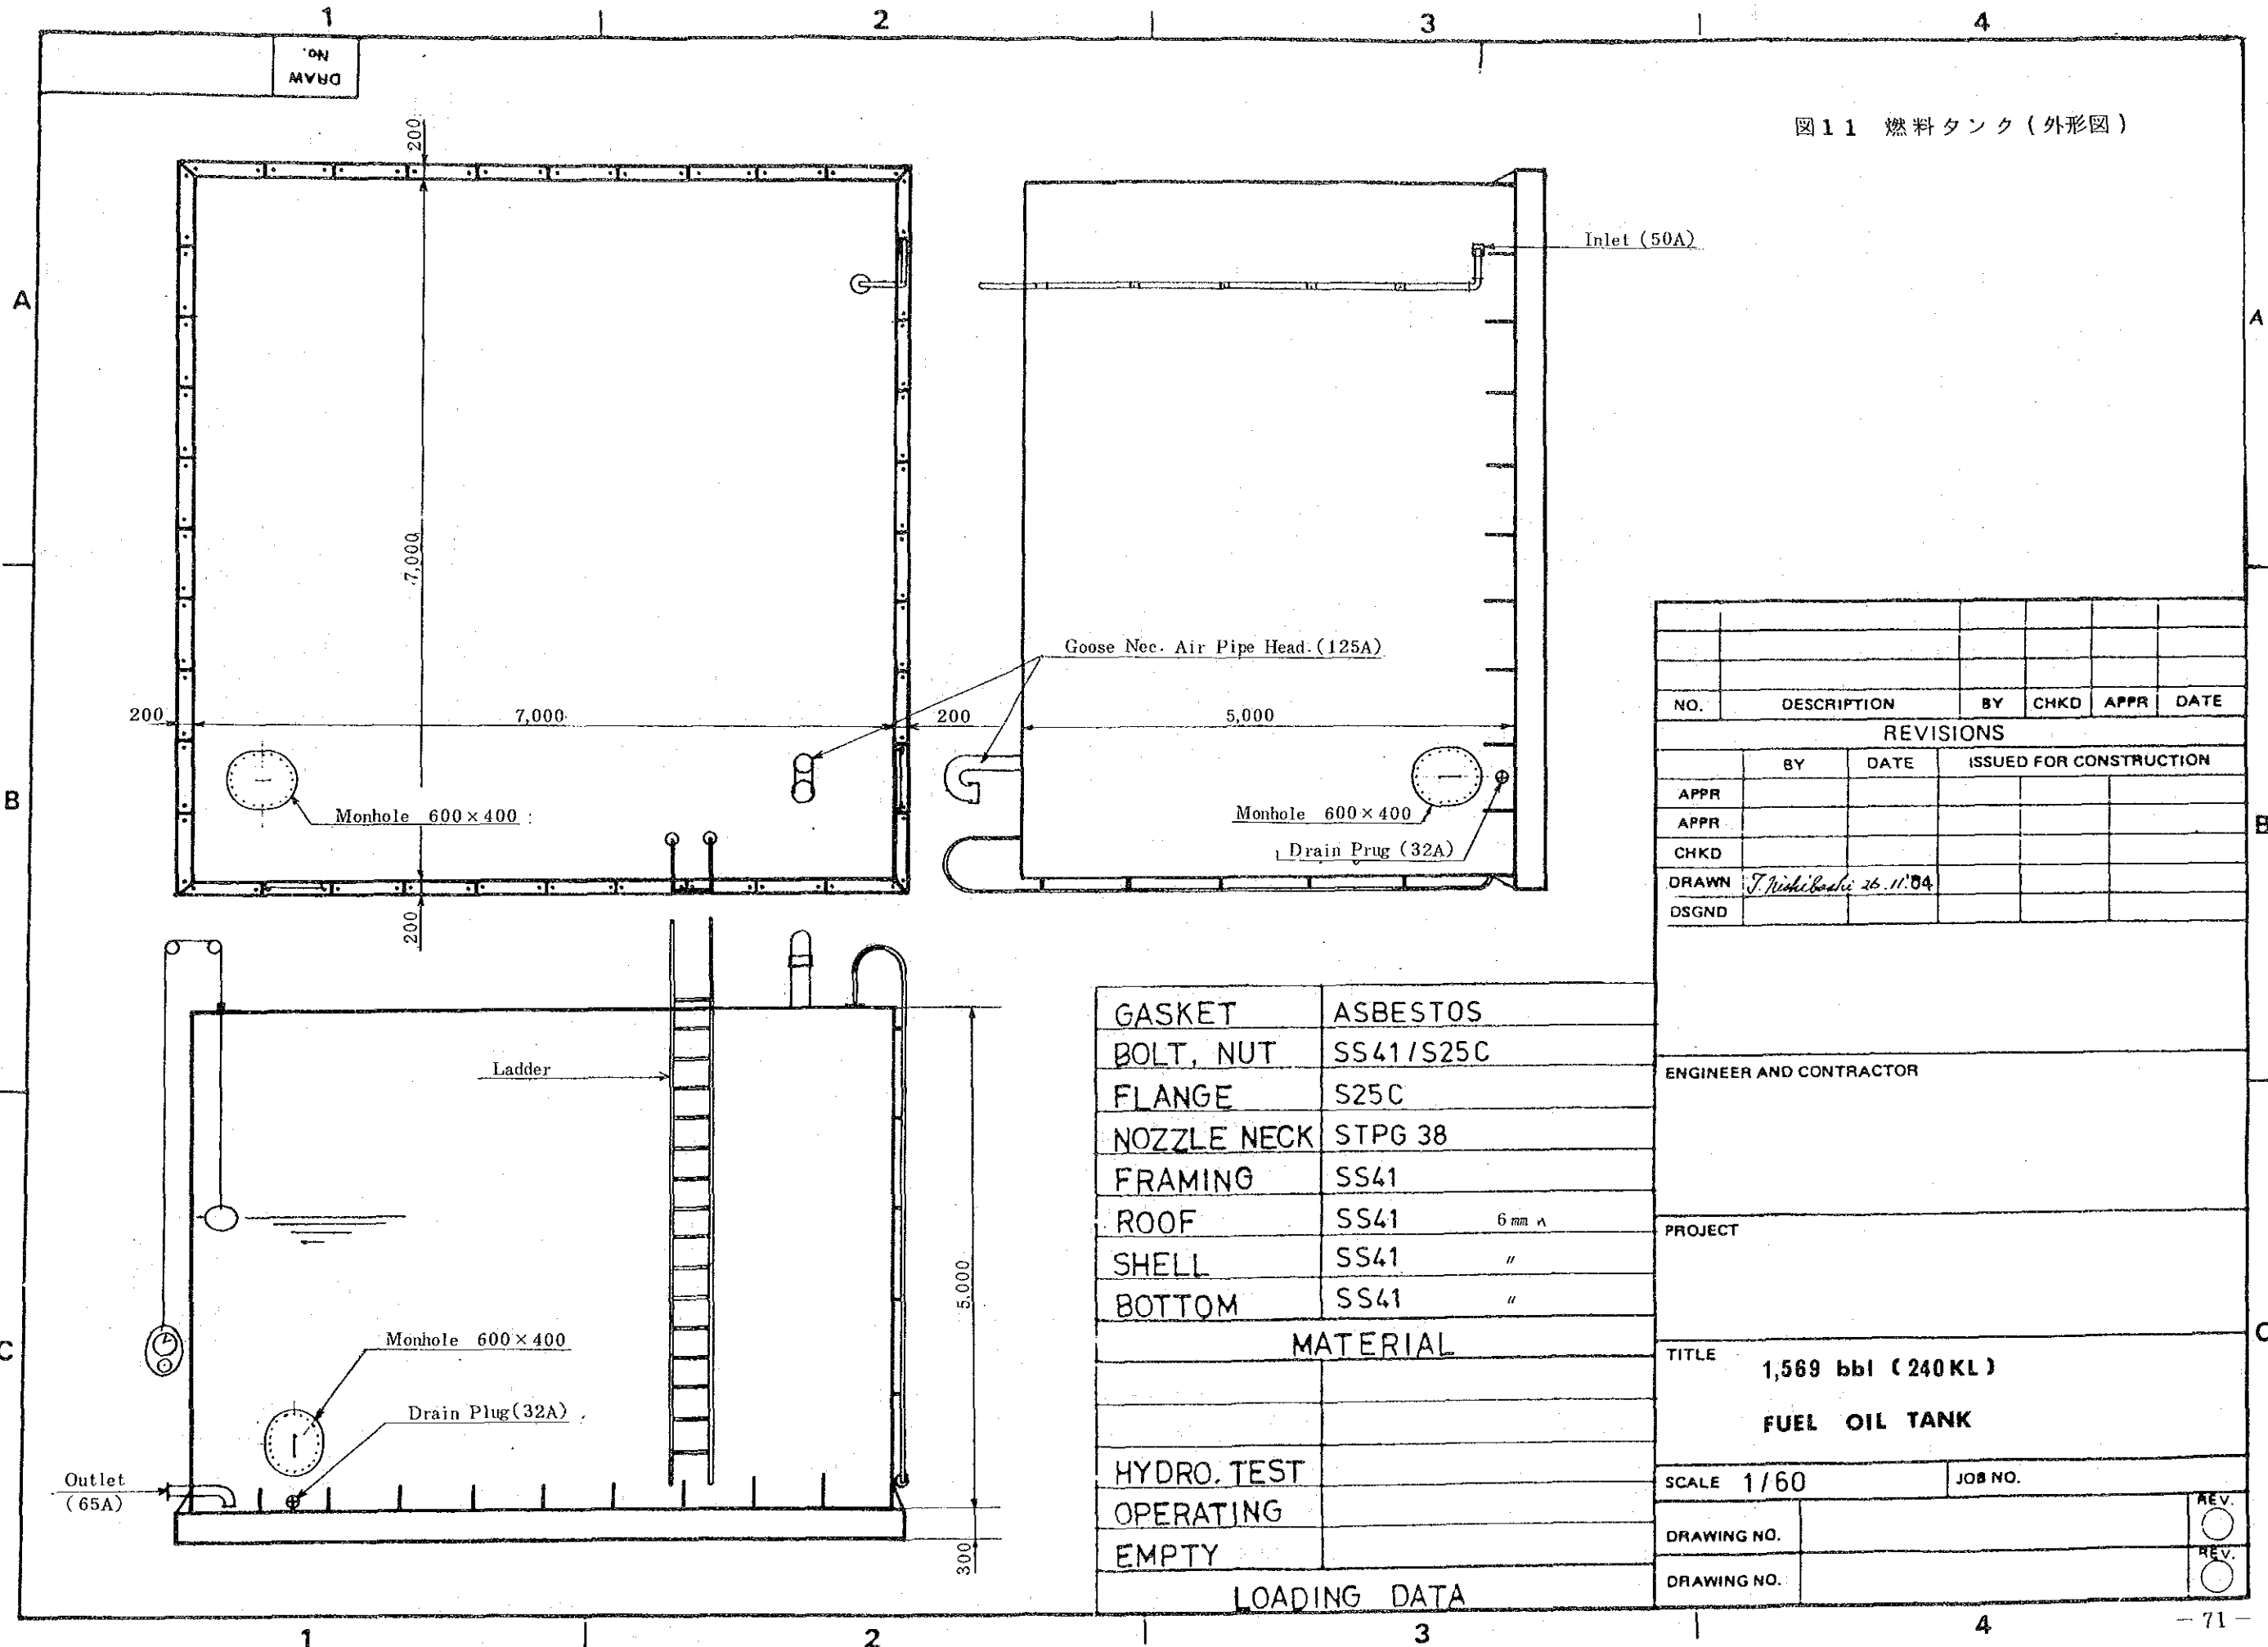 1 2 3 4
DRAW No.
図11 燃料タンク(外形図)
A
A
B
B
C
C
200
7,000
200
7,000
200
200
Monhole 600×400
Goose Nec. Air Pipe Head.(125A)
Inlet (50A)
5,000
Monhole 600×400
Drain Prug (32A)
Ladder
Monhole 600×400
Drain Plug(32A)
Outlet
(65A)
5,000
300
GASKET ASBESTOS
BOLT, NUT SS41/S25C
FLANGE S25C
NOZZLE NECK STPG 38
FRAMING SS41
ROOF SS41 6 mm
SHELL SS41 〃
BOTTOM SS41 〃
MATERIAL
HYDRO. TEST
OPERATING
EMPTY
LOADING DATA
NO. DESCRIPTION BY CHKD APPR DATE
REVISIONS
BY DATE ISSUED FOR CONSTRUCTION
APPR
APPR
CHKD
DRAWN T. Nishibashi 26.11.'84
DSGND
ENGINEER AND CONTRACTOR
PROJECT
TITLE
1,569 bbl (240KL)
FUEL OIL TANK
SCALE 1/60 JOB NO.
DRAWING NO. REV.
DRAWING NO. REV.
1 2 3 4
－71－